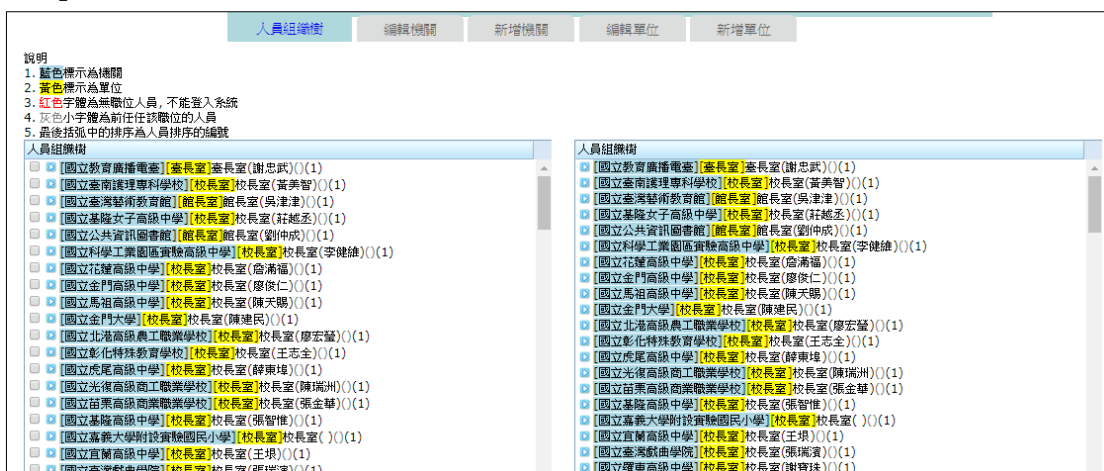 人員組織樹 編輯機關 新增機關 編輯單位 新增單位
說明
1. 藍色標示為機關
2. 黃色標示為單位
3. 紅色字體為無職位人員, 不能登入系統
4. 灰色小字體為前任任該職位的人員
5. 最後括弧中的排序為人員排序的編號
人員組織樹
[國立教育廣播電臺][臺長室]臺長室(謝忠武)()(1)
[國立臺南護理專科學校][校長室]校長室(黃美智)()(1)
[國立臺灣藝術教育館][館長室]館長室(吳津津)()(1)
[國立基隆女子高級中學][校長室]校長室(莊越丞)()(1)
[國立公共資訊圖書館][館長室]館長室(劉仲成)()(1)
[國立科學工業園區實驗高級中學][校長室]校長室(李健維)()(1)
[國立花蓮高級中學][校長室]校長室(詹滿福)()(1)
[國立金門高級中學][校長室]校長室(廖俊仁)()(1)
[國立馬祖高級中學][校長室]校長室(陳天賜)()(1)
[國立金門大學][校長室]校長室(陳建民)()(1)
[國立北港高級農工職業學校][校長室]校長室(廖宏螢)()(1)
[國立彰化特殊教育學校][校長室]校長室(王志全)()(1)
[國立虎尾高級中學][校長室]校長室(薛東埠)()(1)
[國立光復高級商工職業學校][校長室]校長室(陳瑞洲)()(1)
[國立苗栗高級商業職業學校][校長室]校長室(張金華)()(1)
[國立基隆高級中學][校長室]校長室(張智惟)()(1)
[國立嘉義大學附設實驗國民小學][校長室]校長室( )()(1)
[國立宜蘭高級中學][校長室]校長室(王垠)()(1)
[國立臺灣戲曲學院][校長室]校長室(張瑞濱)()(1)
人員組織樹
[國立教育廣播電臺][臺長室]臺長室(謝忠武)()(1)
[國立臺南護理專科學校][校長室]校長室(黃美智)()(1)
[國立臺灣藝術教育館][館長室]館長室(吳津津)()(1)
[國立基隆女子高級中學][校長室]校長室(莊越丞)()(1)
[國立公共資訊圖書館][館長室]館長室(劉仲成)()(1)
[國立科學工業園區實驗高級中學][校長室]校長室(李健維)()(1)
[國立花蓮高級中學][校長室]校長室(詹滿福)()(1)
[國立金門高級中學][校長室]校長室(廖俊仁)()(1)
[國立馬祖高級中學][校長室]校長室(陳天賜)()(1)
[國立金門大學][校長室]校長室(陳建民)()(1)
[國立北港高級農工職業學校][校長室]校長室(廖宏螢)()(1)
[國立彰化特殊教育學校][校長室]校長室(王志全)()(1)
[國立虎尾高級中學][校長室]校長室(薛東埠)()(1)
[國立光復高級商工職業學校][校長室]校長室(陳瑞洲)()(1)
[國立苗栗高級商業職業學校][校長室]校長室(張金華)()(1)
[國立基隆高級中學][校長室]校長室(張智惟)()(1)
[國立嘉義大學附設實驗國民小學][校長室]校長室( )()(1)
[國立宜蘭高級中學][校長室]校長室(王垠)()(1)
[國立臺灣戲曲學院][校長室]校長室(張瑞濱)()(1)
[國立羅東高級中學][校長室]校長室(謝寶珠)()(1)